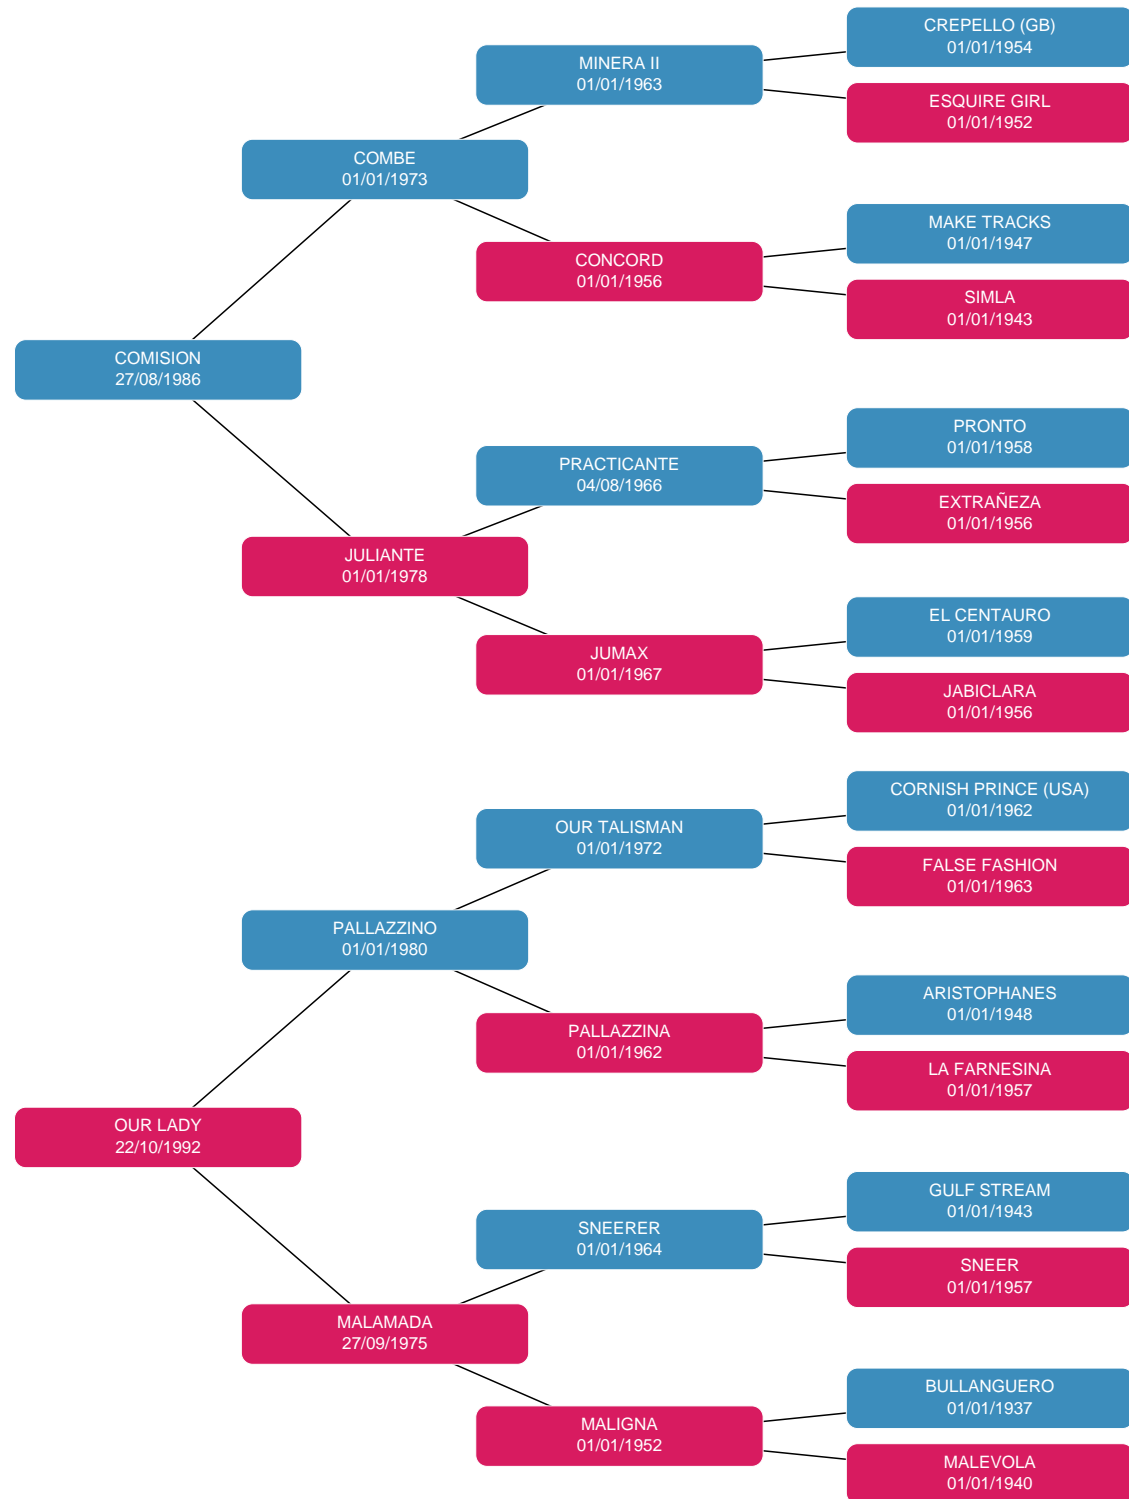 CREPELLO (GB)
01/01/1954
MINERA II
01/01/1963
ESQUIRE GIRL
01/01/1952
COMBE
01/01/1973
MAKE TRACKS
01/01/1947
CONCORD
01/01/1956
SIMLA
01/01/1943
COMISION
27/08/1986
PRONTO
01/01/1958
PRACTICANTE
04/08/1966
EXTRAÑEZA
01/01/1956
JULIANTE
01/01/1978
EL CENTAURO
01/01/1959
JUMAX
01/01/1967
JABICLARA
01/01/1956
CORNISH PRINCE (USA)
01/01/1962
OUR TALISMAN
01/01/1972
FALSE FASHION
01/01/1963
PALLAZZINO
01/01/1980
ARISTOPHANES
01/01/1948
PALLAZZINA
01/01/1962
LA FARNESINA
01/01/1957
OUR LADY
22/10/1992
GULF STREAM
01/01/1943
SNEERER
01/01/1964
SNEER
01/01/1957
MALAMADA
27/09/1975
BULLANGUERO
01/01/1937
MALIGNA
01/01/1952
MALEVOLA
01/01/1940